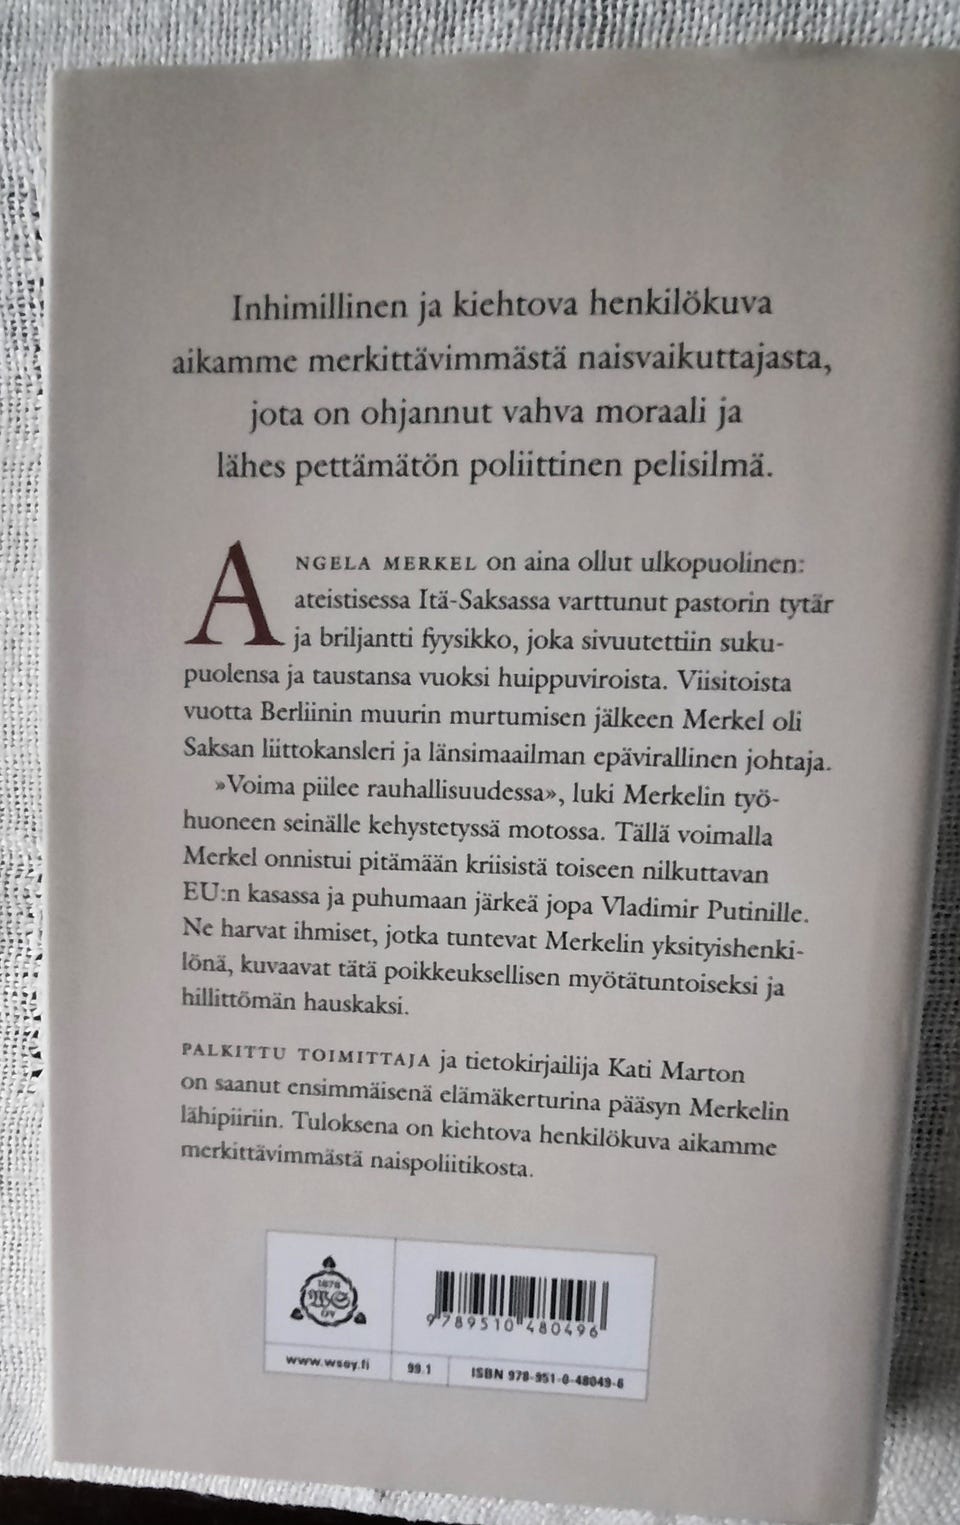 Inhimillinen ja kiehtova henkilökuva
aikamme merkittävimmästä naisvaikuttajasta,
jota on ohjannut vahva moraali ja
lähes pettämätön poliittinen pelisilmä.
ANGELA MERKEL on aina ollut ulkopuolinen:
ateistisessa Itä-Saksassa varttunut pastorin tytär
ja briljantti fyysikko, joka sivuutettiin suku-
puolensa ja taustansa vuoksi huippuviroista. Viisitoista
vuotta Berliinin muurin murtumisen jälkeen Merkel oli
Saksan liittokansleri ja länsimaailman epävirallinen johtaja.
»Voima piilee rauhallisuudessa», luki Merkelin työ-
huoneen seinälle kehystetyssä motossa. Tällä voimalla
Merkel onnistui pitämään kriisistä toiseen nilkuttavan
EU:n kasassa ja puhumaan järkeä jopa Vladimir Putinille.
Ne harvat ihmiset, jotka tuntevat Merkelin yksityishenki-
lönä, kuvaavat tätä poikkeuksellisen myötätuntoiseksi ja
hillittömän hauskaksi.
PALKITTU TOIMITTAJA ja tietokirjailija Kati Marton
on saanut ensimmäisenä elämäkerturina pääsyn Merkelin
lähipiiriin. Tuloksena on kiehtova henkilökuva aikamme
merkittävimmästä naispoliitikosta.
1878
WS
OY
9 789510 480496
www.wsoy.fi
99.1
ISBN 978-951-0-48049-6